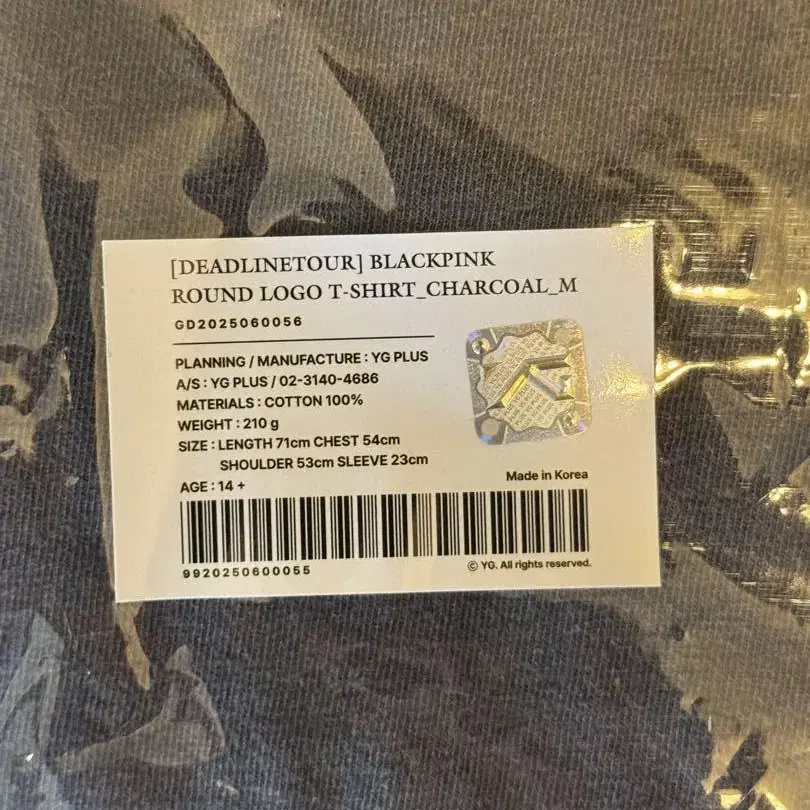 [DEADLINETOUR] BLACKPINK
ROUND LOGO T-SHIRT_CHARCOAL_M
GD2025060056
PLANNING / MANUFACTURE : YG PLUS
A/S : YG PLUS / 02-3140-4686
MATERIALS : COTTON 100%
WEIGHT : 210 g
SIZE : LENGTH 71cm CHEST 54cm
SHOULDER 53cm SLEEVE 23cm
AGE : 14 +
Made in Korea
9920250600055
© YG. All rights reserved.